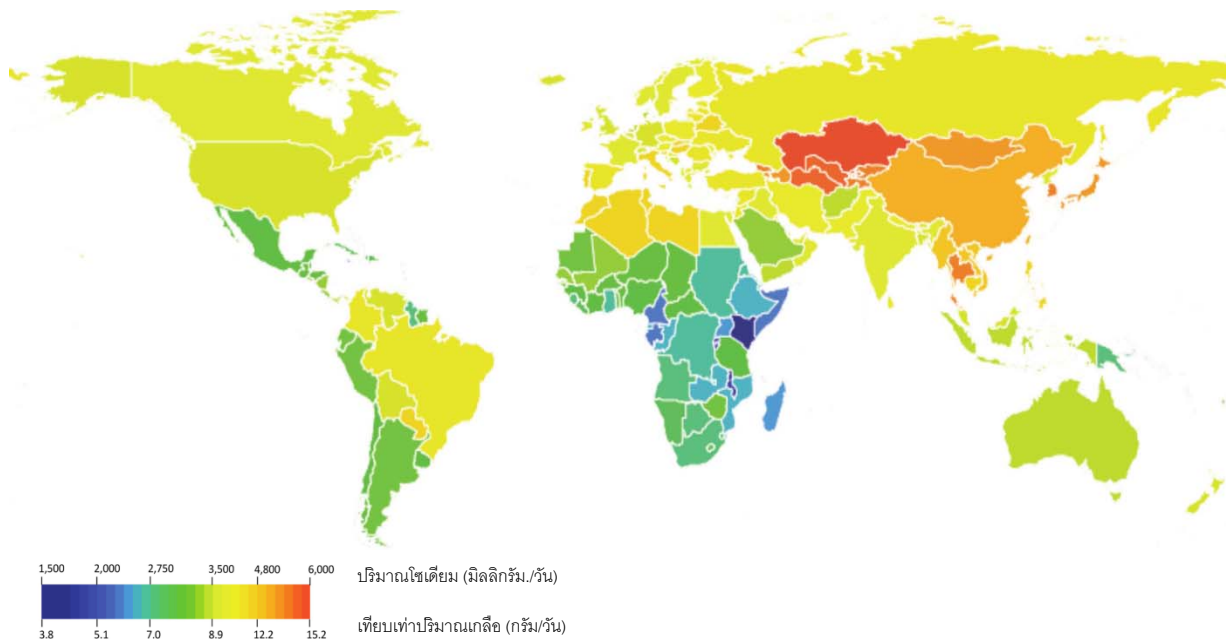 1,500 2,000 2,750 3,500 4,800 6,000
ปริมาณโซเดียม (มิลลิกรัม./วัน)
เทียบเท่าปริมาณเกลือ (กรัม/วัน)
3.8 5.1 7.0 8.9 12.2 15.2